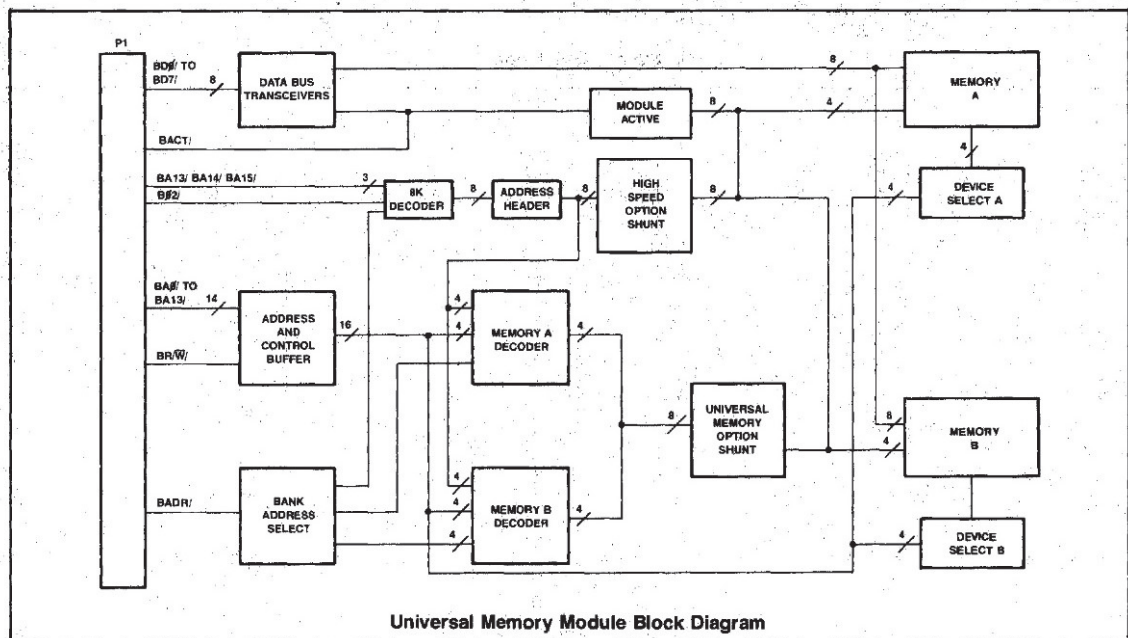 P1
BD0/ TO
BD7/
8
DATA BUS
TRANSCEIVERS
8
MEMORY
A
BACT/
MODULE
ACTIVE
8
4
4
BA13/ BA14/ BA15/
3
BØ2/
8K
DECODER
8
ADDRESS
HEADER
8
HIGH
SPEED
OPTION
SHUNT
8
4
DEVICE
SELECT A
BAØ/ TO
BA13/
14
ADDRESS
AND
CONTROL
BUFFER
16
BR/W̅/
4
4
MEMORY A
DECODER
4
8
UNIVERSAL
MEMORY
OPTION
SHUNT
8
4
MEMORY
B
BADR/
BANK
ADDRESS
SELECT
4
4
4
MEMORY B
DECODER
4
4
DEVICE
SELECT B
Universal Memory Module Block Diagram